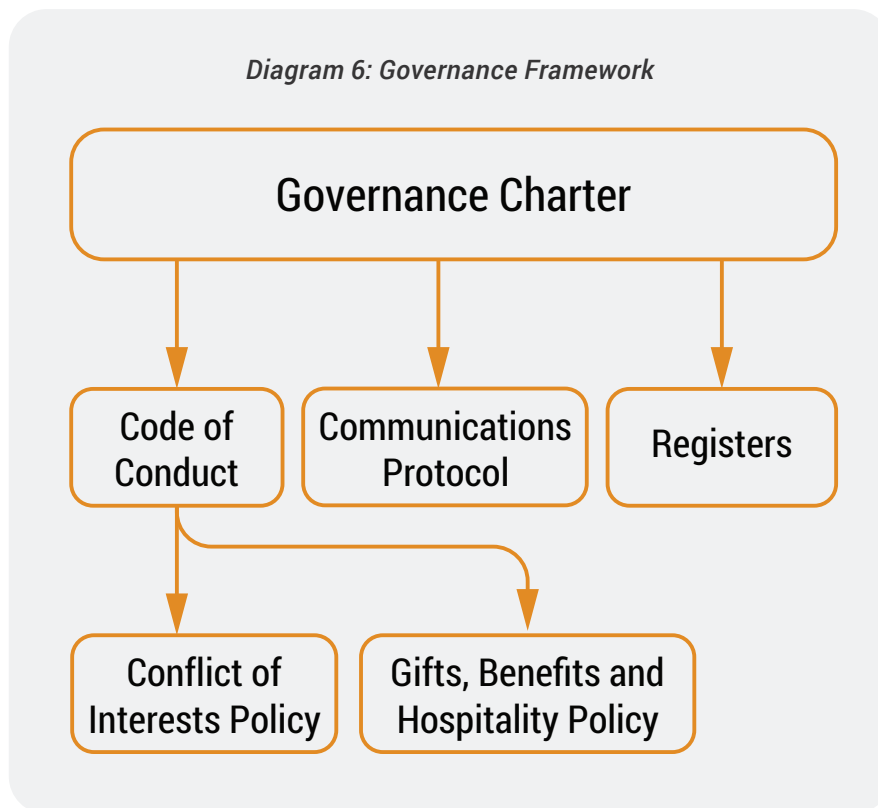 Diagram 6: Governance Framework
Governance Charter
Code of
Conduct
Communications
Protocol
Registers
Conflict of
Interests Policy
Gifts, Benefits and
Hospitality Policy